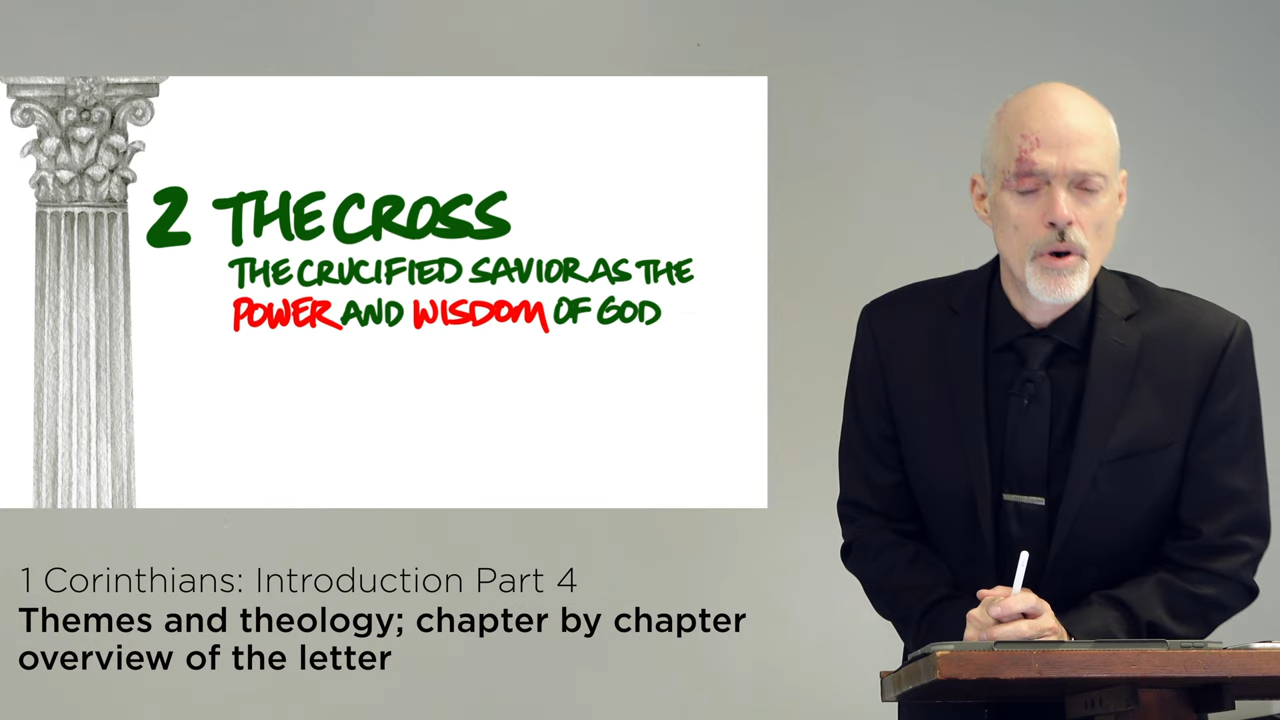 2 THE CROSS
THE CRUCIFIED SAVIOR AS THE
POWER AND WISDOM OF GOD
1 Corinthians: Introduction Part 4
Themes and theology; chapter by chapter
overview of the letter